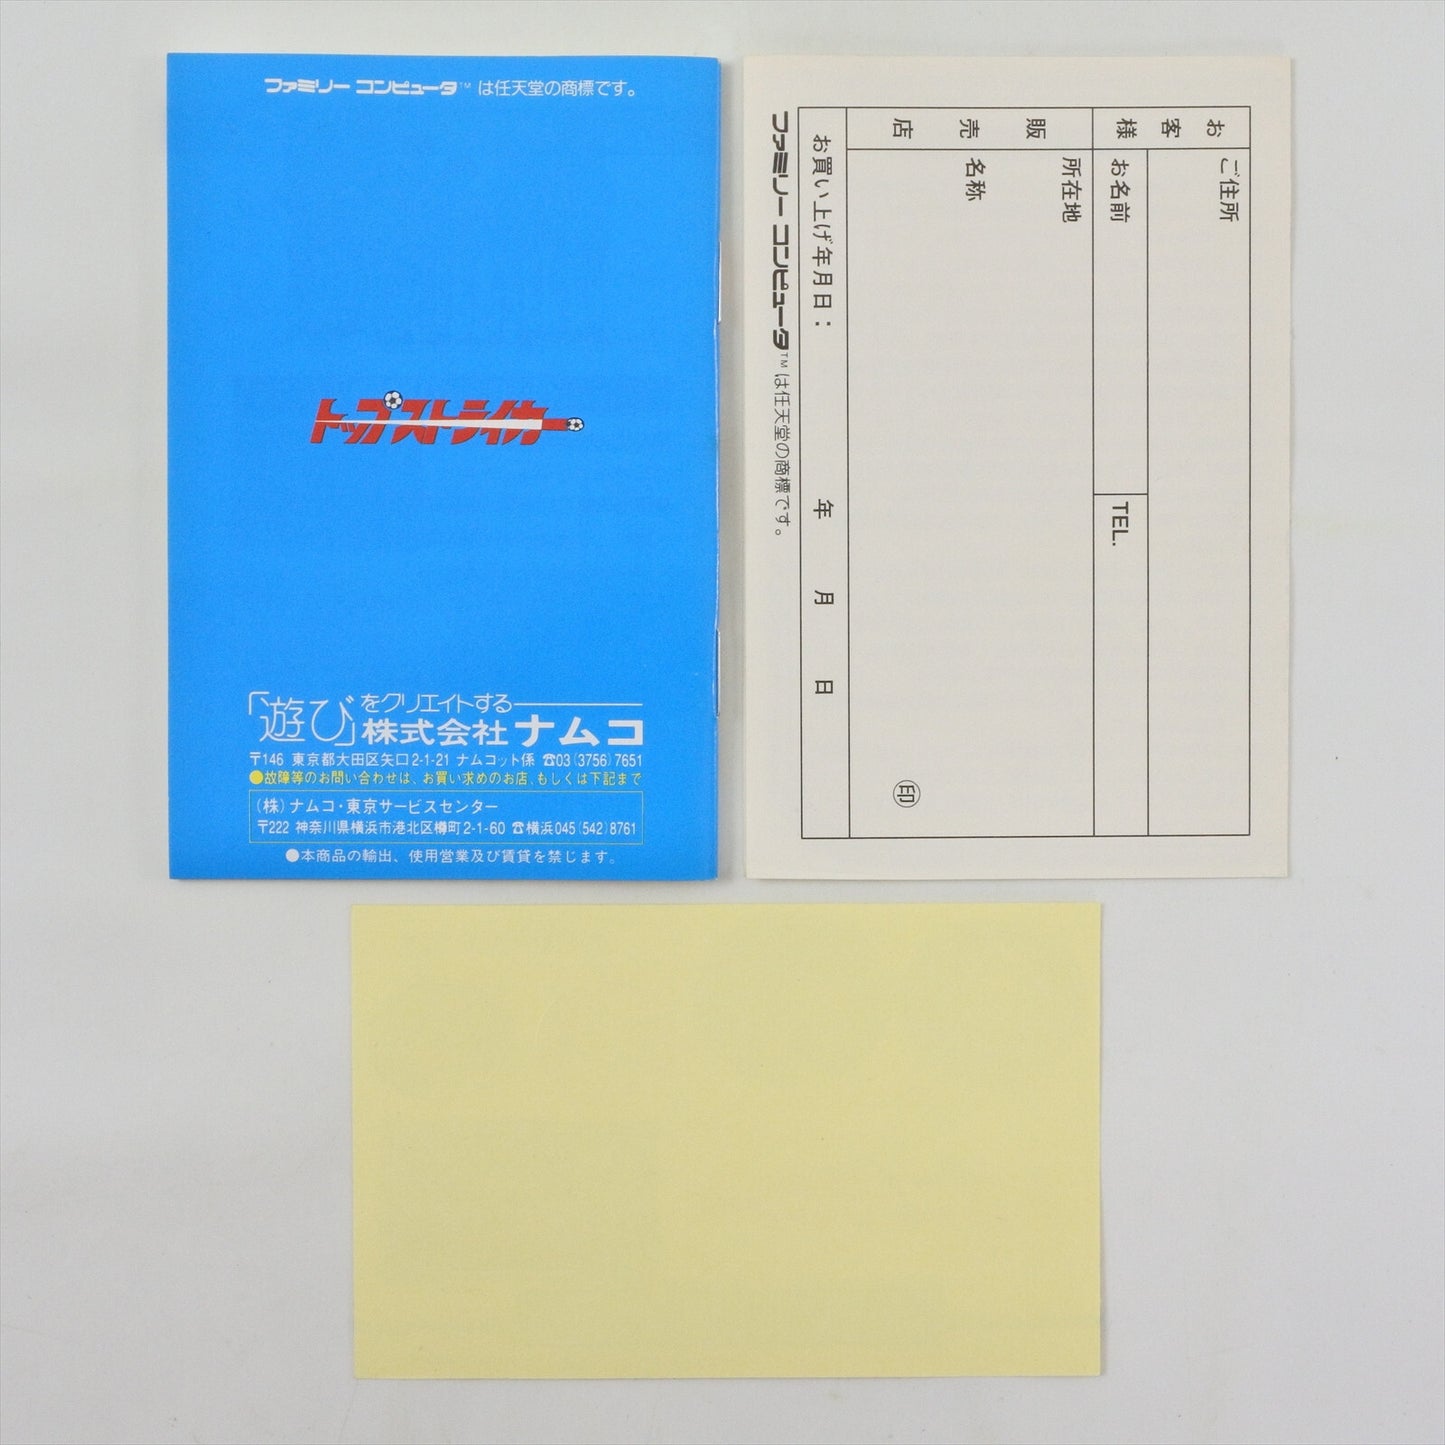 ファミリー コンピュータ™ は任天堂の商標です。
トップストライカー
「遊び」をクリエイトする
株式会社ナムコ
〒146 東京都大田区矢口2-1-21 ナムコット係 ☎03(3756)7651
●故障等のお問い合わせは、お買い求めのお店、もしくは下記まで
(株)ナムコ・東京サービスセンター
〒222 神奈川県横浜市港北区樽町2-1-60 ☎横浜045(542)8761
●本商品の輸出、使用営業及び賃貸を禁じます。
お客様
ご住所
お名前
TEL.
販売店
所在地
名称
印
お買い上げ年月日： 年 月 日
ファミリー コンピュータ™ は任天堂の商標です。